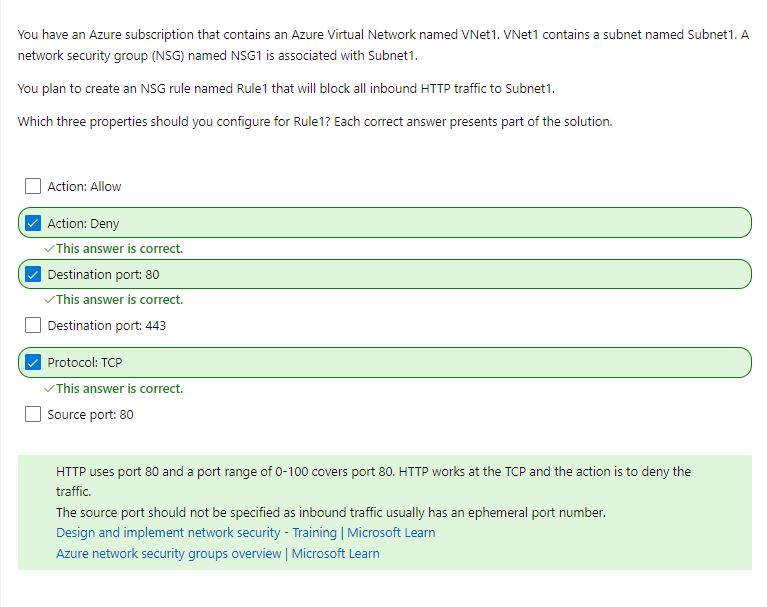 You have an Azure subscription that contains an Azure Virtual Network named VNet1. VNet1 contains a subnet named Subnet1. A
network security group (NSG) named NSG1 is associated with Subnet1.
You plan to create an NSG rule named Rule1 that will block all inbound HTTP traffic to Subnet1.
Which three properties should you configure for Rule1? Each correct answer presents part of the solution.
Action: Allow
Action: Deny
This answer is correct.
Destination port: 80
This answer is correct.
Destination port: 443
Protocol: TCP
This answer is correct.
Source port: 80
HTTP uses port 80 and a port range of 0-100 covers port 80. HTTP works at the TCP and the action is to deny the
traffic.
The source port should not be specified as inbound traffic usually has an ephemeral port number.
Design and implement network security - Training | Microsoft Learn
Azure network security groups overview | Microsoft Learn